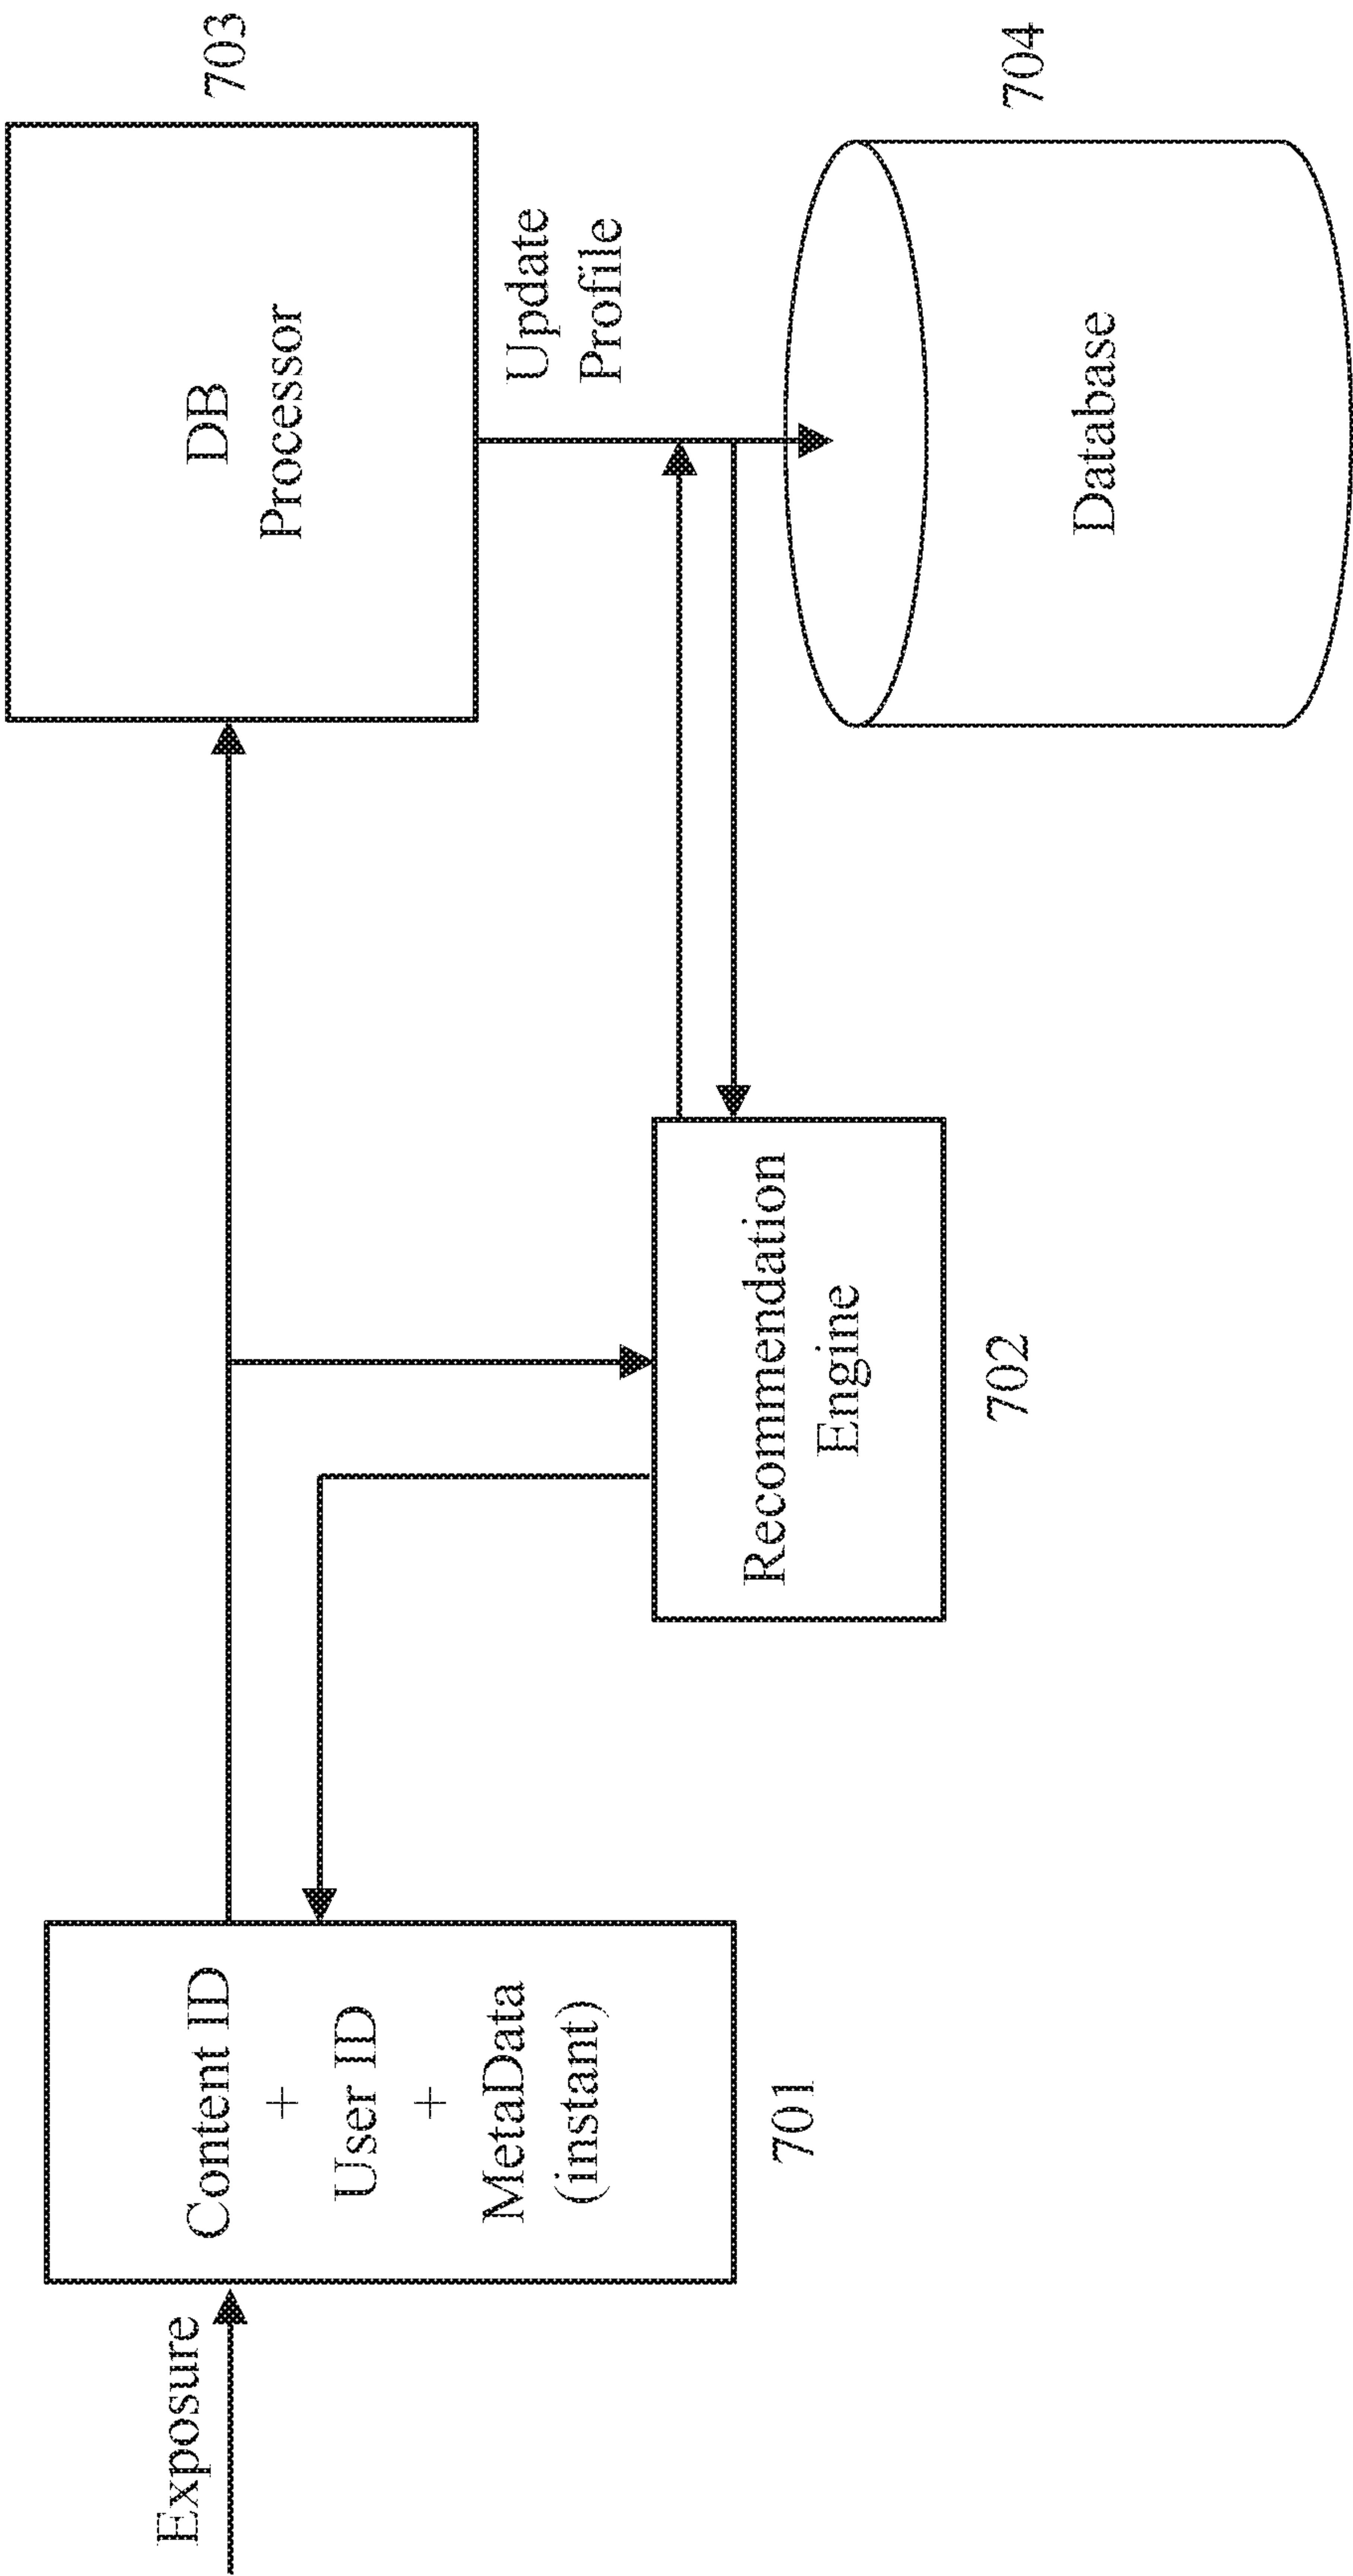 Exposure
Content ID
+
User ID
+
MetaData
(instant)
701
Recommendation
Engine
702
DB
Processor
703
Update
Profile
Database
704